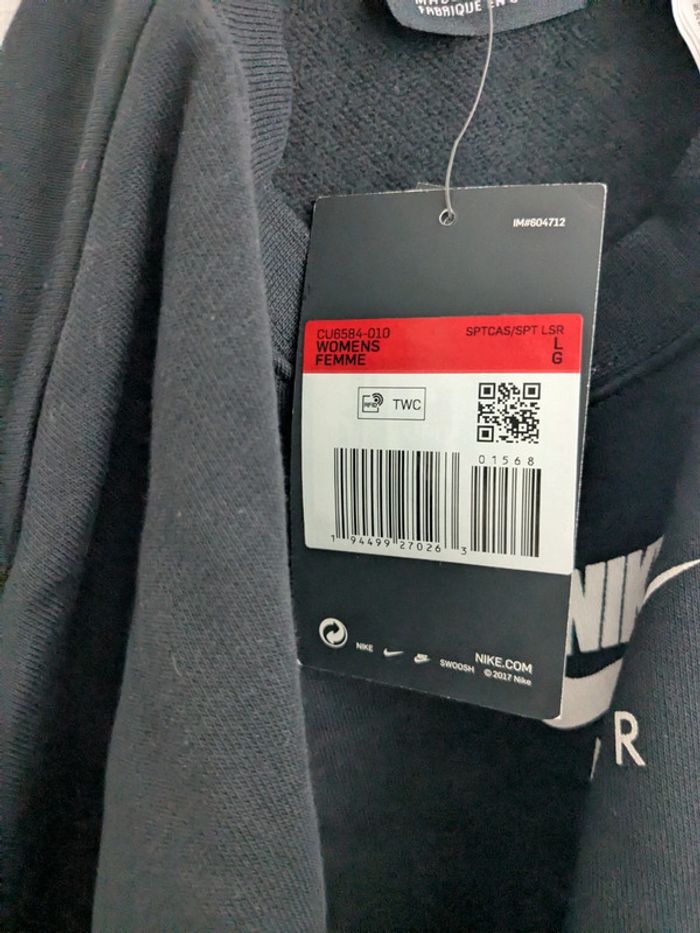 FABRIQUE EN
IM#604712
CU6584-010 SPTCAS/SPT LSR
WOMENS L
FEMME G
RFID TWC
01568
1 94499 27026 3
NIKE SWOOSH NIKE.COM
© 2017 Nike
NIK
R